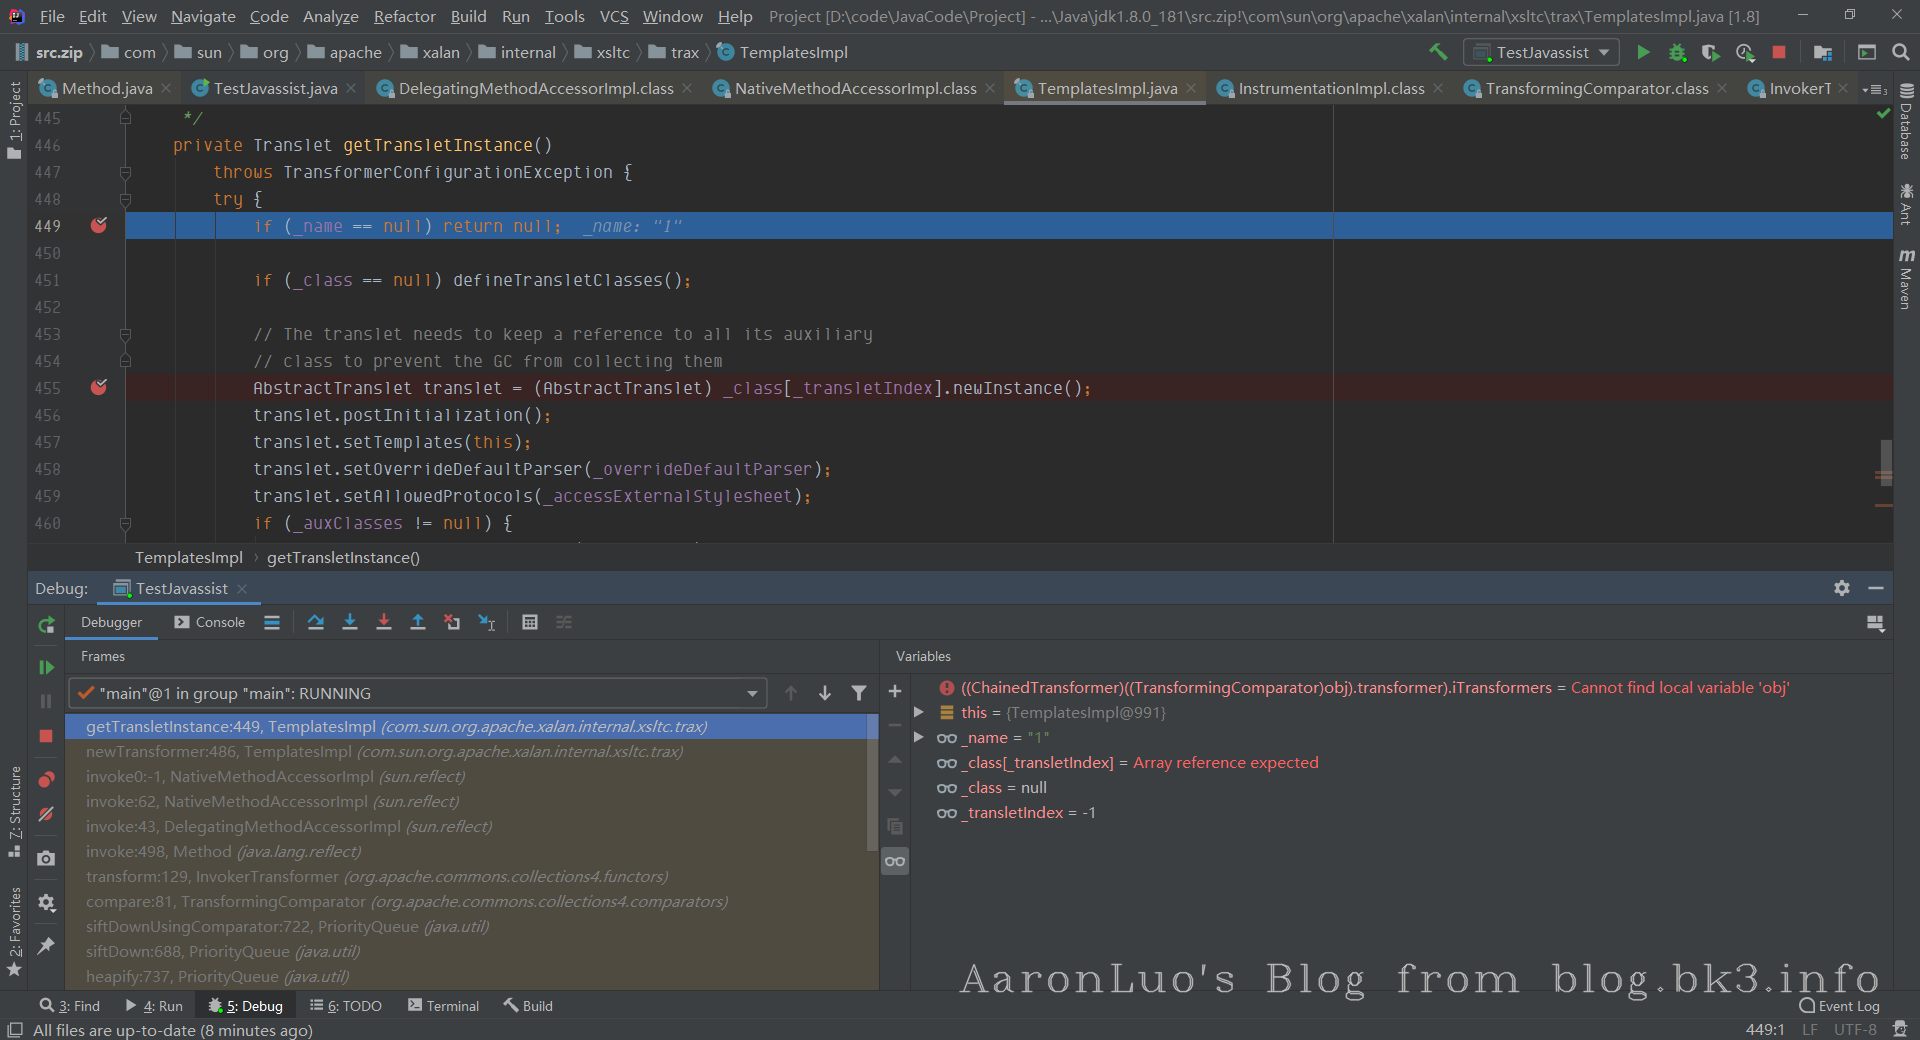 File Edit View Navigate Code Analyze Refactor Build Run Tools VCS Window Help Project [D:\code\JavaCode\Project] - ...\Java\jdk1.8.0_181\src.zip!\com\sun\org\apache\xalan\internal\xsltc\trax\TemplatesImpl.java [1.8]
src.zip com sun org apache xalan internal xsltc trax TemplatesImpl TestJavassist
Method.java TestJavassist.java DelegatingMethodAccessorImpl.class NativeMethodAccessorImpl.class TemplatesImpl.java InstrumentationImpl.class TransformingComparator.class InvokerT
1: Project
7: Structure
2: Favorites
Database
Ant
Maven
445 */
446 private Translet getTransletInstance()
447 throws TransformerConfigurationException {
448 try {
449 if (_name == null) return null; _name: "1"
450
451 if (_class == null) defineTransletClasses();
452
453 // The translet needs to keep a reference to all its auxiliary
454 // class to prevent the GC from collecting them
455 AbstractTranslet translet = (AbstractTranslet) _class[_transletIndex].newInstance();
456 translet.postInitialization();
457 translet.setTemplates(this);
458 translet.setOverrideDefaultParser(_overrideDefaultParser);
459 translet.setAllowedProtocols(_accessExternalStylesheet);
460 if (_auxClasses != null) {
TemplatesImpl › getTransletInstance()
Debug: TestJavassist
Debugger Console
Frames
"main"@1 in group "main": RUNNING
getTransletInstance:449, TemplatesImpl (com.sun.org.apache.xalan.internal.xsltc.trax)
newTransformer:486, TemplatesImpl (com.sun.org.apache.xalan.internal.xsltc.trax)
invoke0:-1, NativeMethodAccessorImpl (sun.reflect)
invoke:62, NativeMethodAccessorImpl (sun.reflect)
invoke:43, DelegatingMethodAccessorImpl (sun.reflect)
invoke:498, Method (java.lang.reflect)
transform:129, InvokerTransformer (org.apache.commons.collections4.functors)
compare:81, TransformingComparator (org.apache.commons.collections4.comparators)
siftDownUsingComparator:722, PriorityQueue (java.util)
siftDown:688, PriorityQueue (java.util)
heapify:737, PriorityQueue (java.util)
Variables
((ChainedTransformer)((TransformingComparator)obj).transformer).iTransformers = Cannot find local variable 'obj'
this = {TemplatesImpl@991}
_name = "1"
_class[_transletIndex] = Array reference expected
_class = null
_transletIndex = -1
AaronLuo's Blog from blog.bk3.info
3: Find 4: Run 5: Debug 6: TODO Terminal Build Event Log
All files are up-to-date (8 minutes ago) 449:1 LF UTF-8